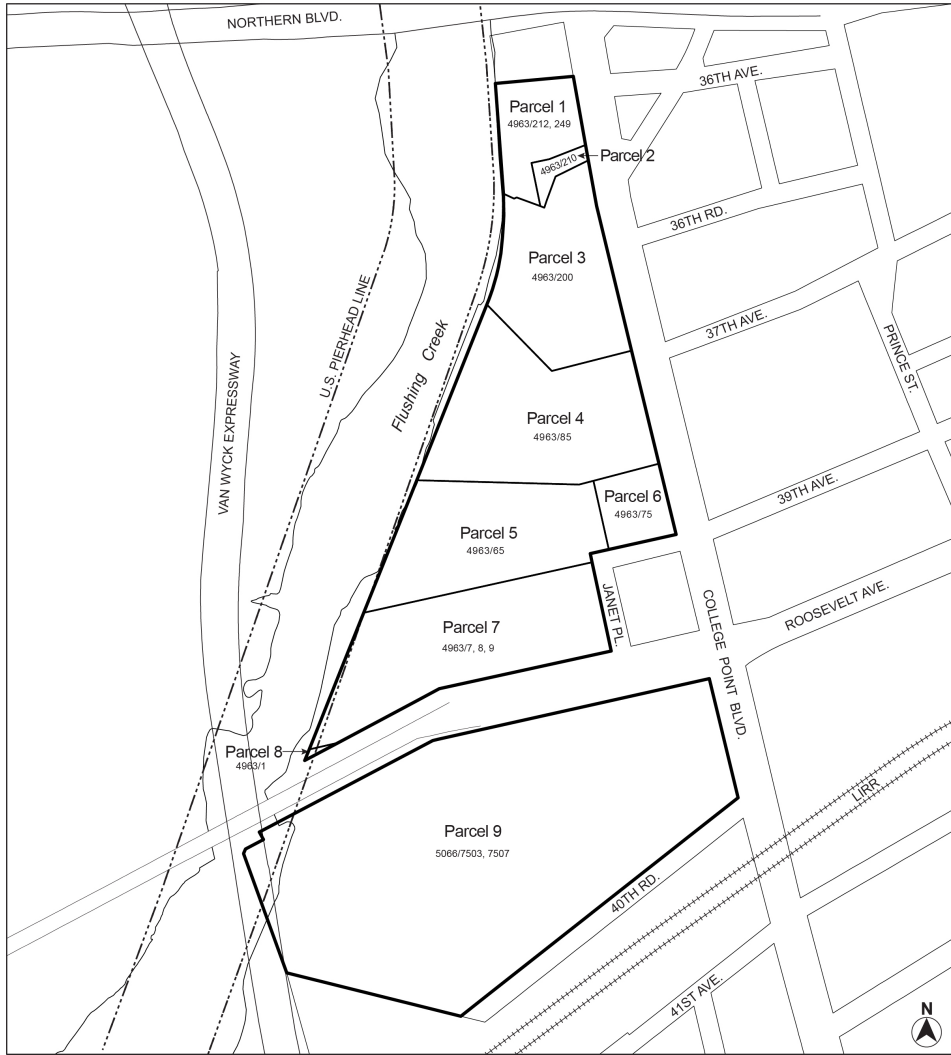 NORTHERN BLVD.
36TH AVE.
Parcel 1
4963/212, 249
4963/210
Parcel 2
36TH RD.
Parcel 3
4963/200
U.S. PIERHEAD LINE
Flushing Creek
37TH AVE.
PRINCE ST.
VAN WYCK EXPRESSWAY
Parcel 4
4963/85
39TH AVE.
Parcel 6
4963/75
Parcel 5
4963/65
JANET PL.
COLLEGE POINT BLVD.
ROOSEVELT AVE.
Parcel 7
4963/7, 8, 9
Parcel 8
4963/1
LIRR
Parcel 9
5066/7503, 7507
40TH RD.
41ST AVE.
N